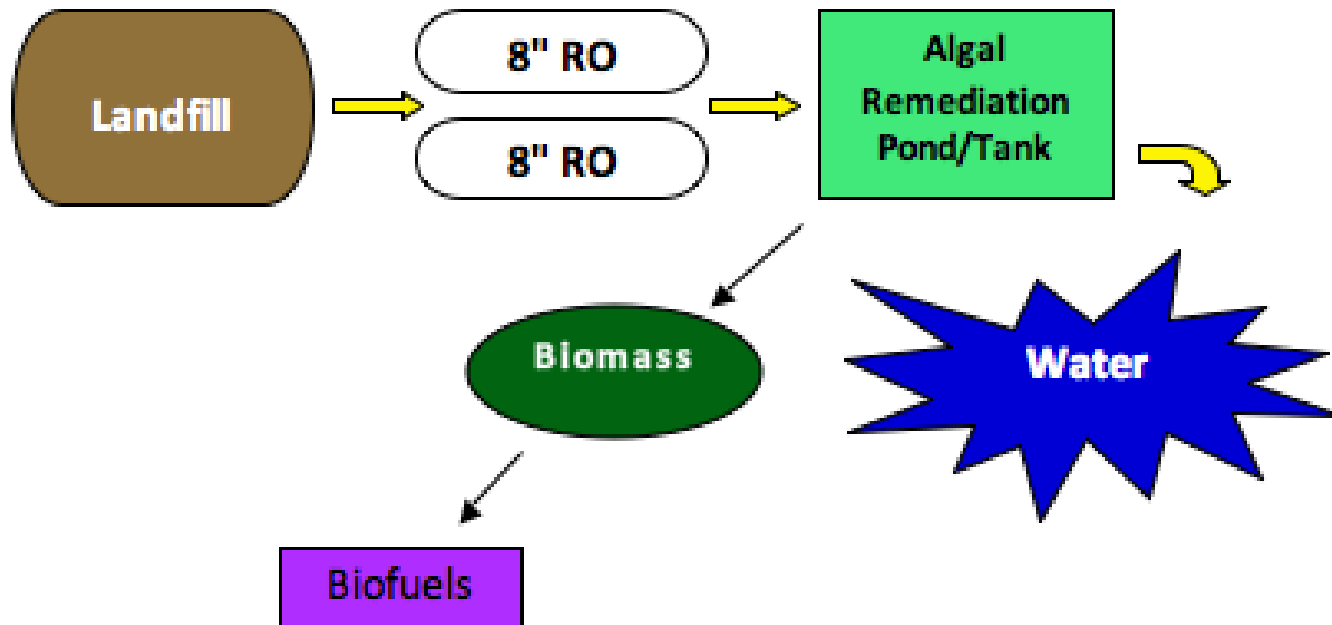 Landfill
8" RO
8" RO
Algal
Remediation
Pond/Tank
Biomass
Water
Biofuels